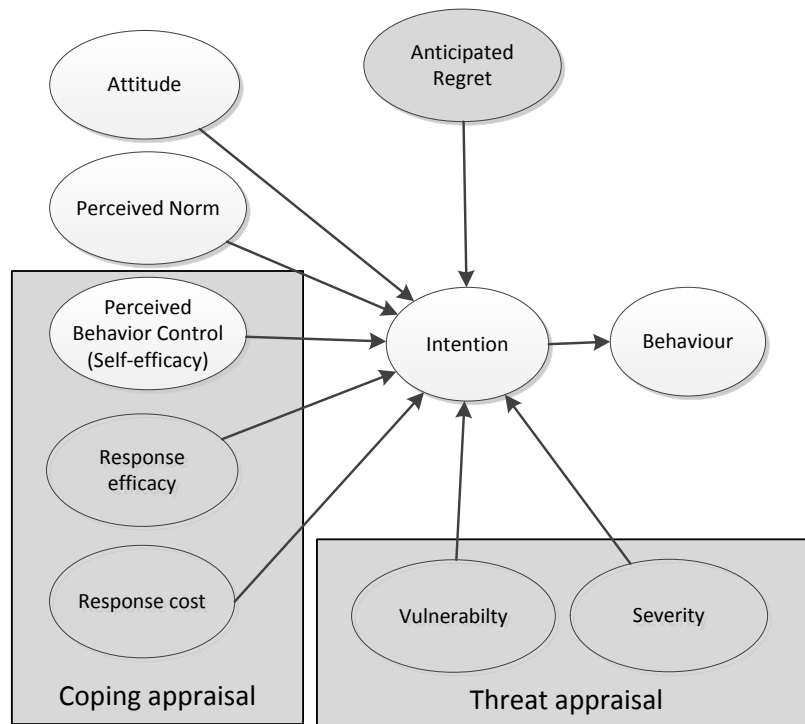 Attitude
Anticipated
Regret
Perceived Norm
Perceived
Behavior Control
(Self-efficacy)
Intention
Behaviour
Response
efficacy
Response cost
Vulnerabilty
Severity
Coping appraisal
Threat appraisal